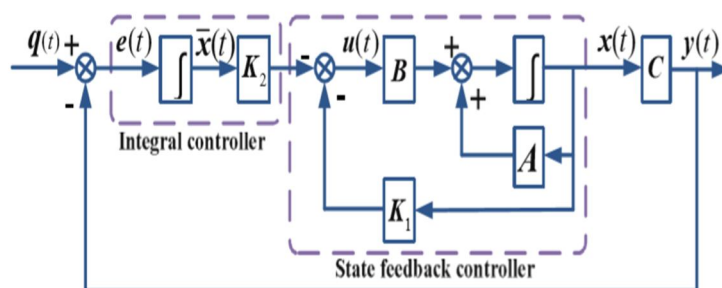 q(t) + e(t) ∫ x̄(t) K₂ - u(t) B + ∫ x(t) C y(t)
- - +
Integral controller
A
K₁
State feedback controller